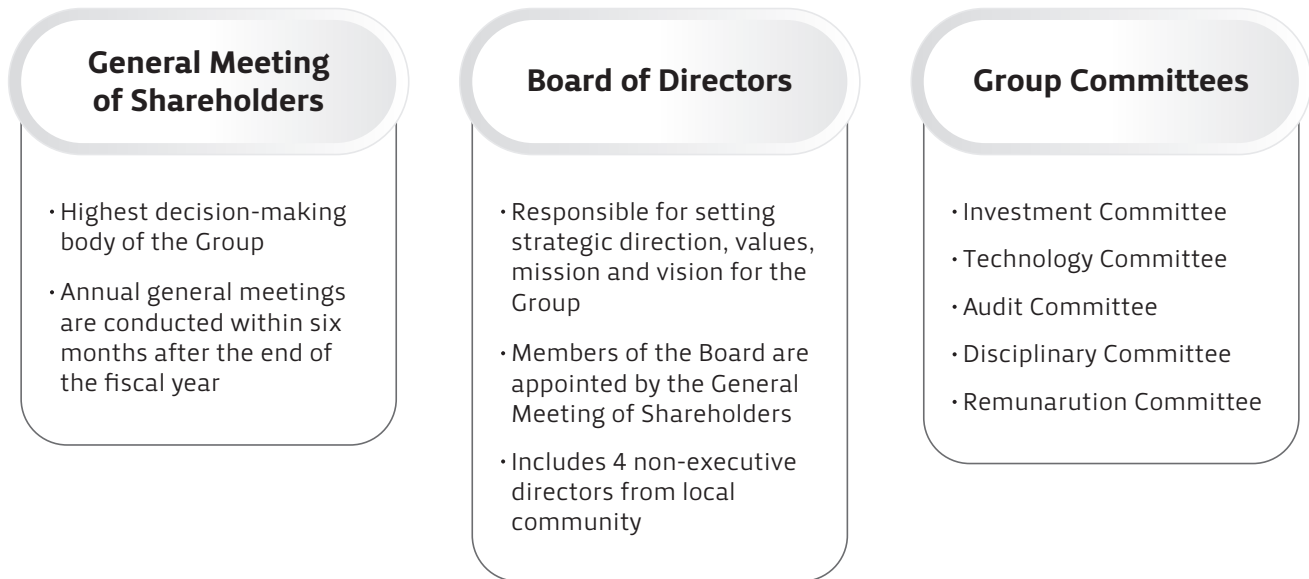 General Meeting
of Shareholders
· Highest decision-making
body of the Group
· Annual general meetings
are conducted within six
months after the end of
the fiscal year
Board of Directors
· Responsible for setting
strategic direction, values,
mission and vision for the
Group
· Members of the Board are
appointed by the General
Meeting of Shareholders
· Includes 4 non-executive
directors from local
community
Group Committees
· Investment Committee
· Technology Committee
· Audit Committee
· Disciplinary Committee
· Remunarution Committee